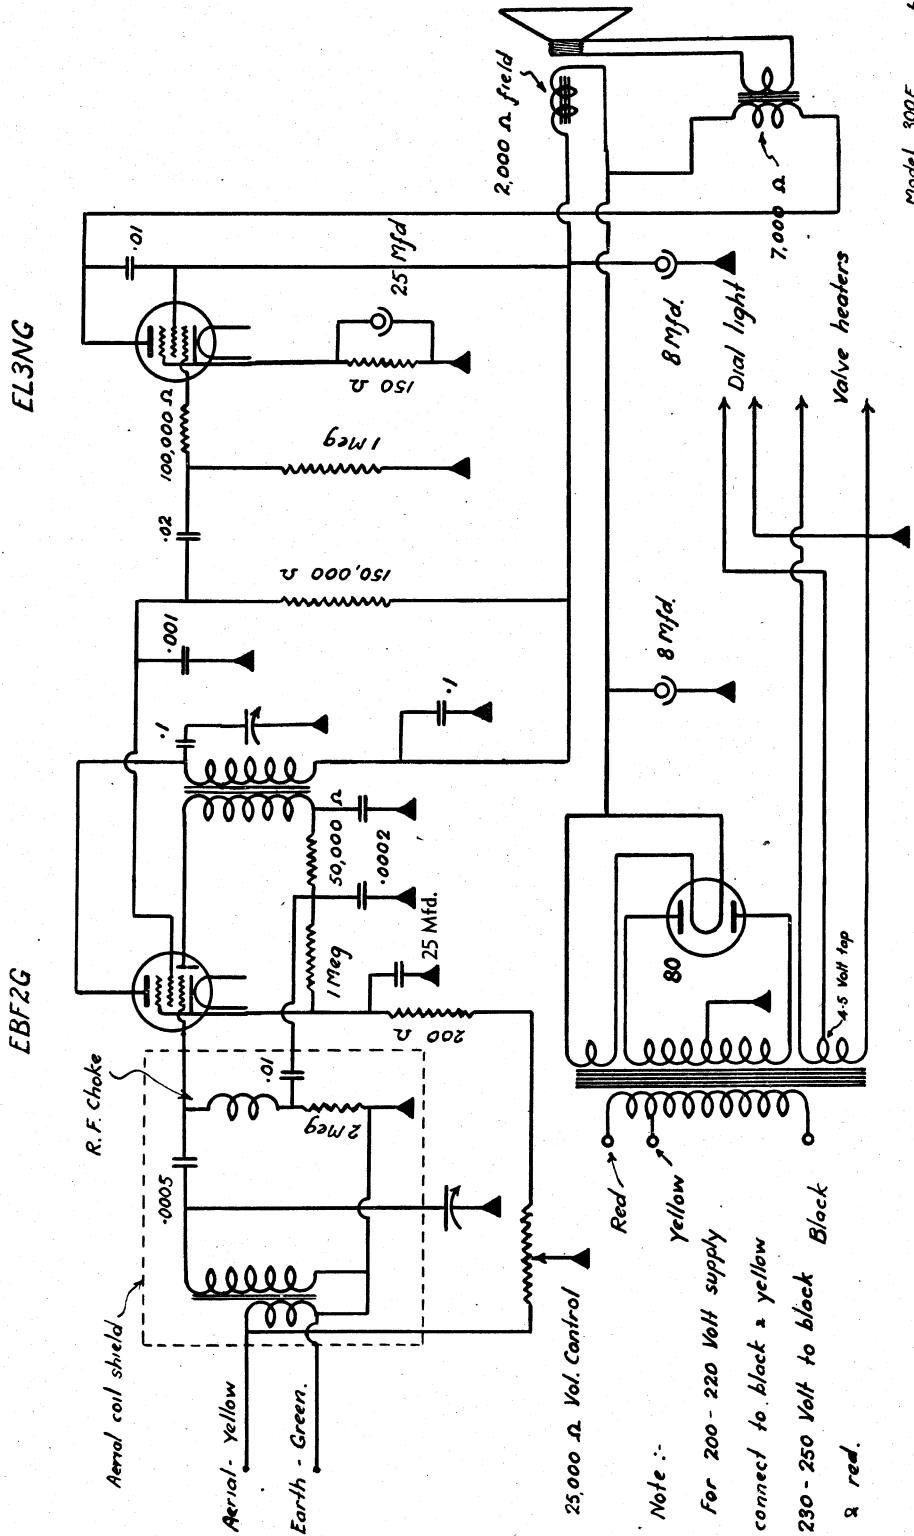 EBF2G
EL3NG
Aerial coil shield
R.F. Choke
Aerial - Yellow
Earth - Green.
.0005
2 Meg
.01
200 Ω
25 Mfd.
1 Meg
50,000 Ω
.0002
.1
.1
.001
150,000 Ω
.02
1 Meg
100,000 Ω
150 Ω
25 Mfd
.01
2,000 Ω field
7,000 Ω
8 Mfd.
8 Mfd.
Dial light
Valve heaters
80
4.5 Volt tap
25,000 Ω Vol. Control
Red
Yellow
Black
Note :-
For 200 - 220 Volt supply
connect to black & yellow
230 - 250 Volt to black
& red.
Model 300E